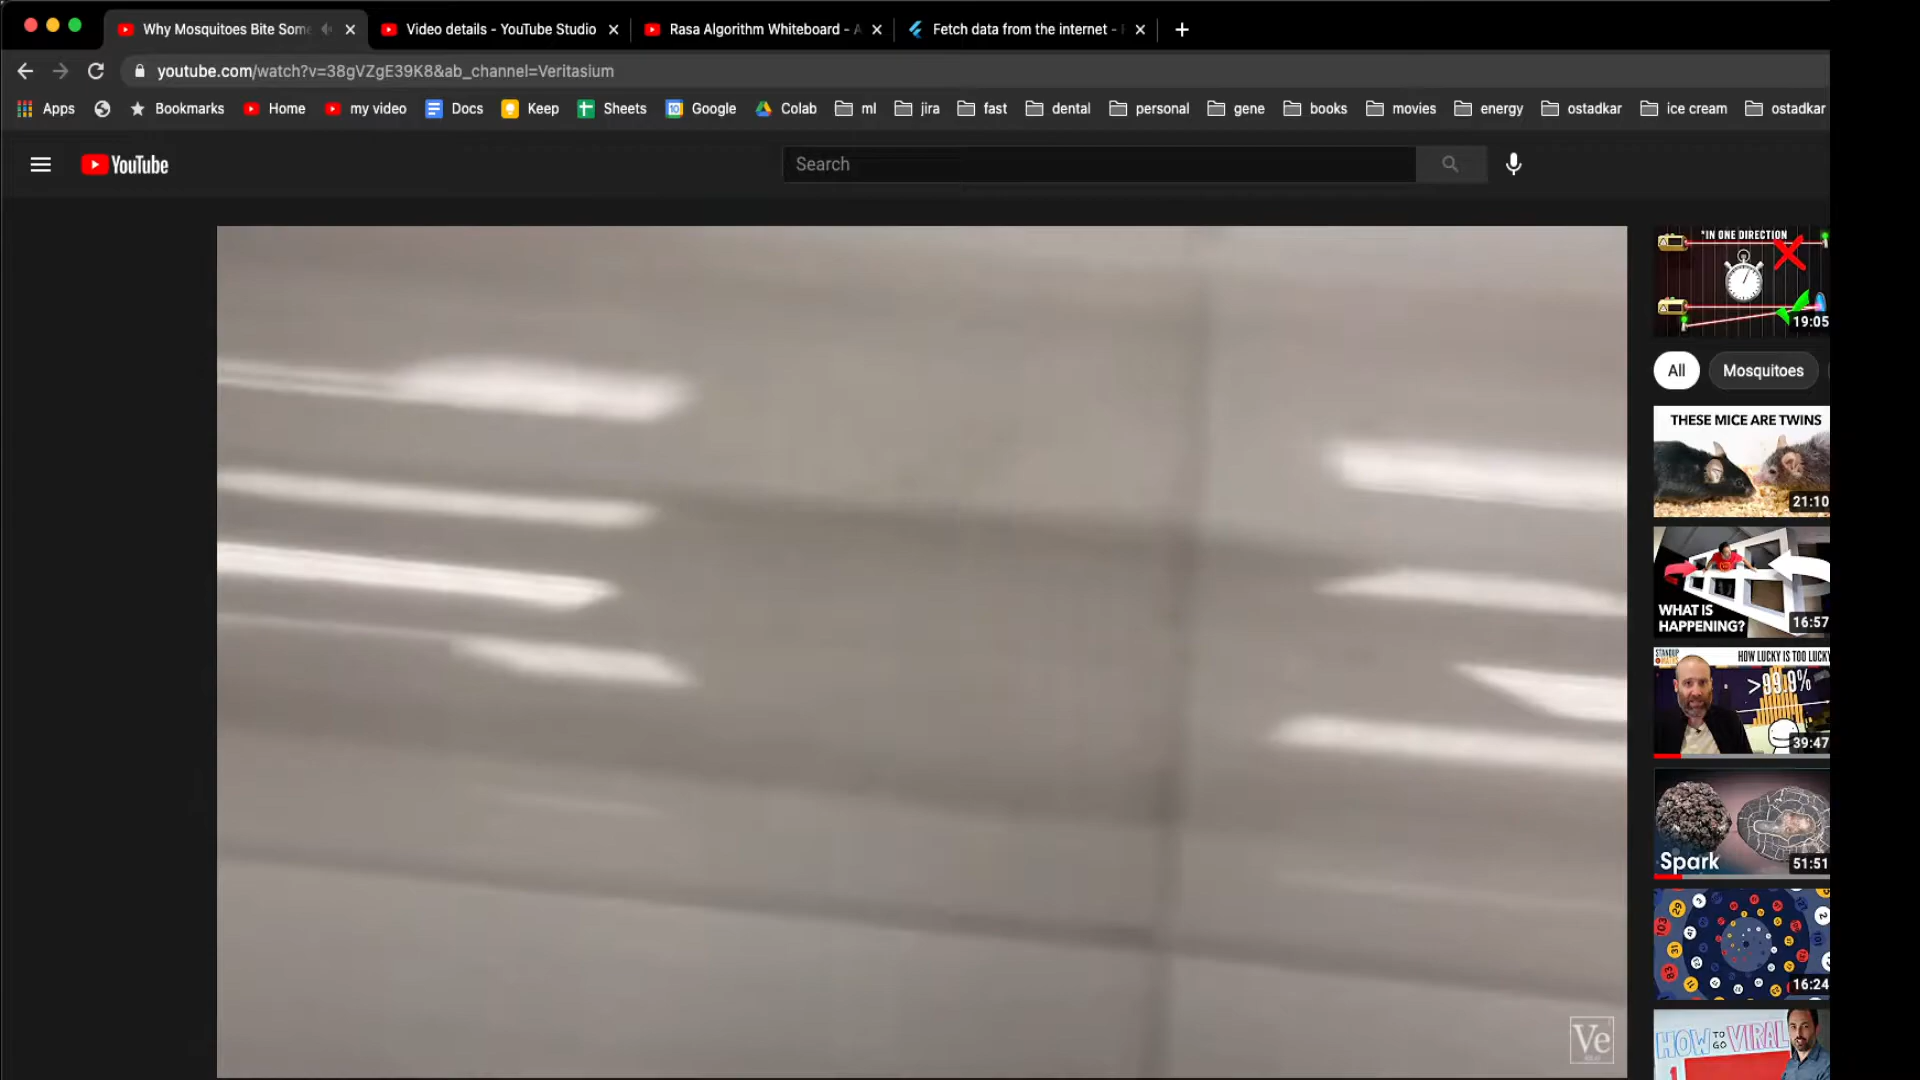 Why Mosquitoes Bite Som
Video details - YouTube Studio
Rasa Algorithm Whiteboard - A
Fetch data from the internet -
youtube.com/watch?v=38gVZgE39K8&ab_channel=Veritasium
Apps
Bookmarks
Home
my video
Docs
Keep
Sheets
Google
Colab
ml
jira
fast
dental
personal
gene
books
movies
energy
ostadkar
ice cream
ostadkar
YouTube
Search
*IN ONE DIRECTION
19:05
All
Mosquitoes
THESE MICE ARE TWINS
21:10
WHAT IS
HAPPENING?
16:57
STANDUP
HOW LUCKY IS TOO LUCKY
>99.9%
39:47
Spark
51:51
16:24
HOW TO GO VIRAL
Ve